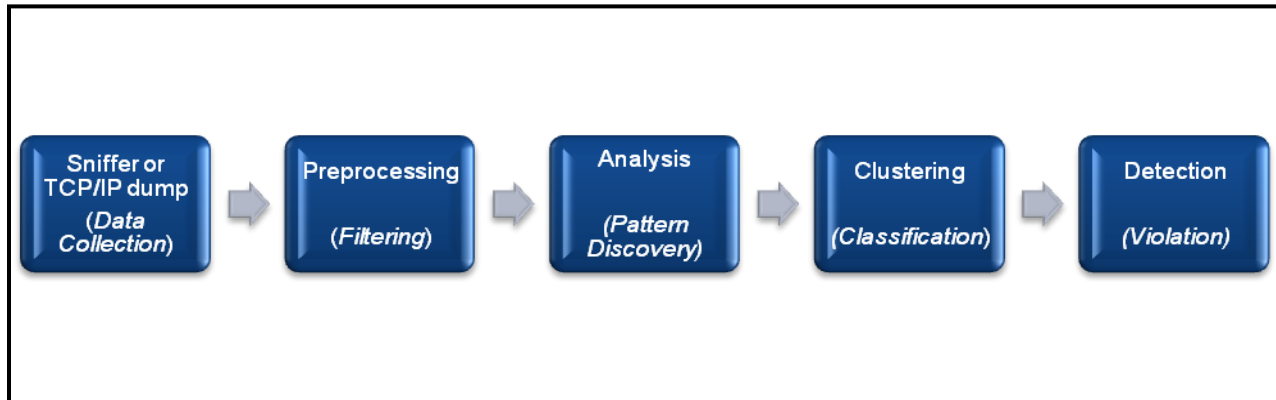 Sniffer or
TCP/IP dump
(Data
Collection)
Preprocessing
(Filtering)
Analysis
(Pattern
Discovery)
Clustering
(Classification)
Detection
(Violation)